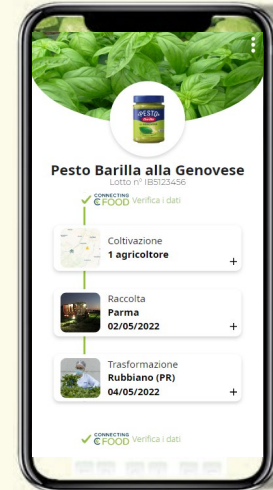 PESTO
Barilla
Pesto Barilla alla Genovese
Lotto n° IB5123456
CONNECTING
FOOD Verifica i dati
Coltivazione
1 agricoltore
+
Raccolta
Parma
02/05/2022
+
Trasformazione
Rubbiano (PR)
04/05/2022
+
CONNECTING
FOOD Verifica i dati